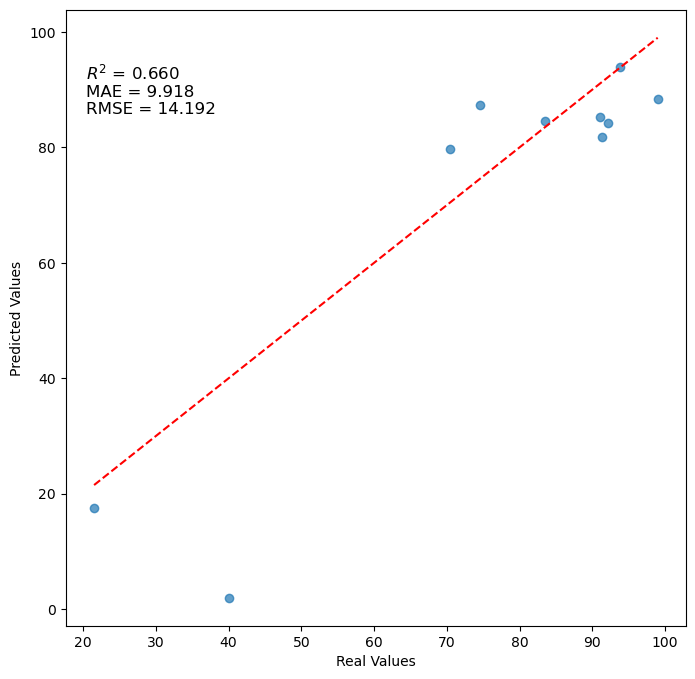 R² = 0.660
MAE = 9.918
RMSE = 14.192
100
80
60
40
20
0
Predicted Values
20 30 40 50 60 70 80 90 100
Real Values